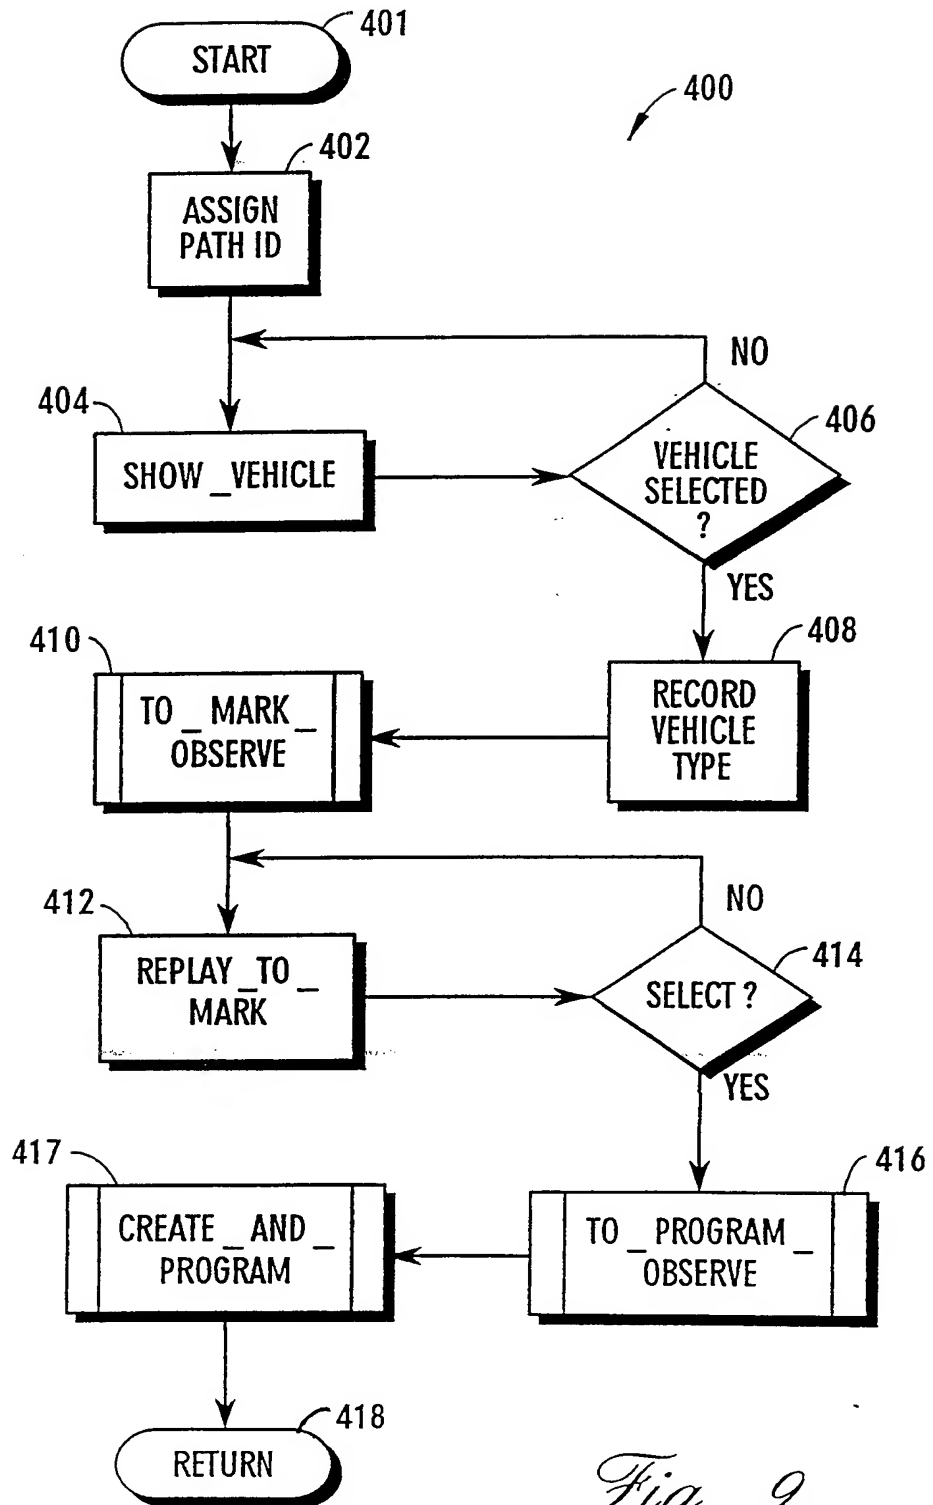 401
START
400
402
ASSIGN
PATH ID
NO
404
406
SHOW_VEHICLE
VEHICLE
SELECTED
?
YES
410
408
TO_MARK_
OBSERVE
RECORD
VEHICLE
TYPE
412
NO
414
REPLAY_TO_
MARK
SELECT ?
YES
417
416
CREATE_AND_
PROGRAM
TO_PROGRAM_
OBSERVE
418
RETURN
Fig. 9